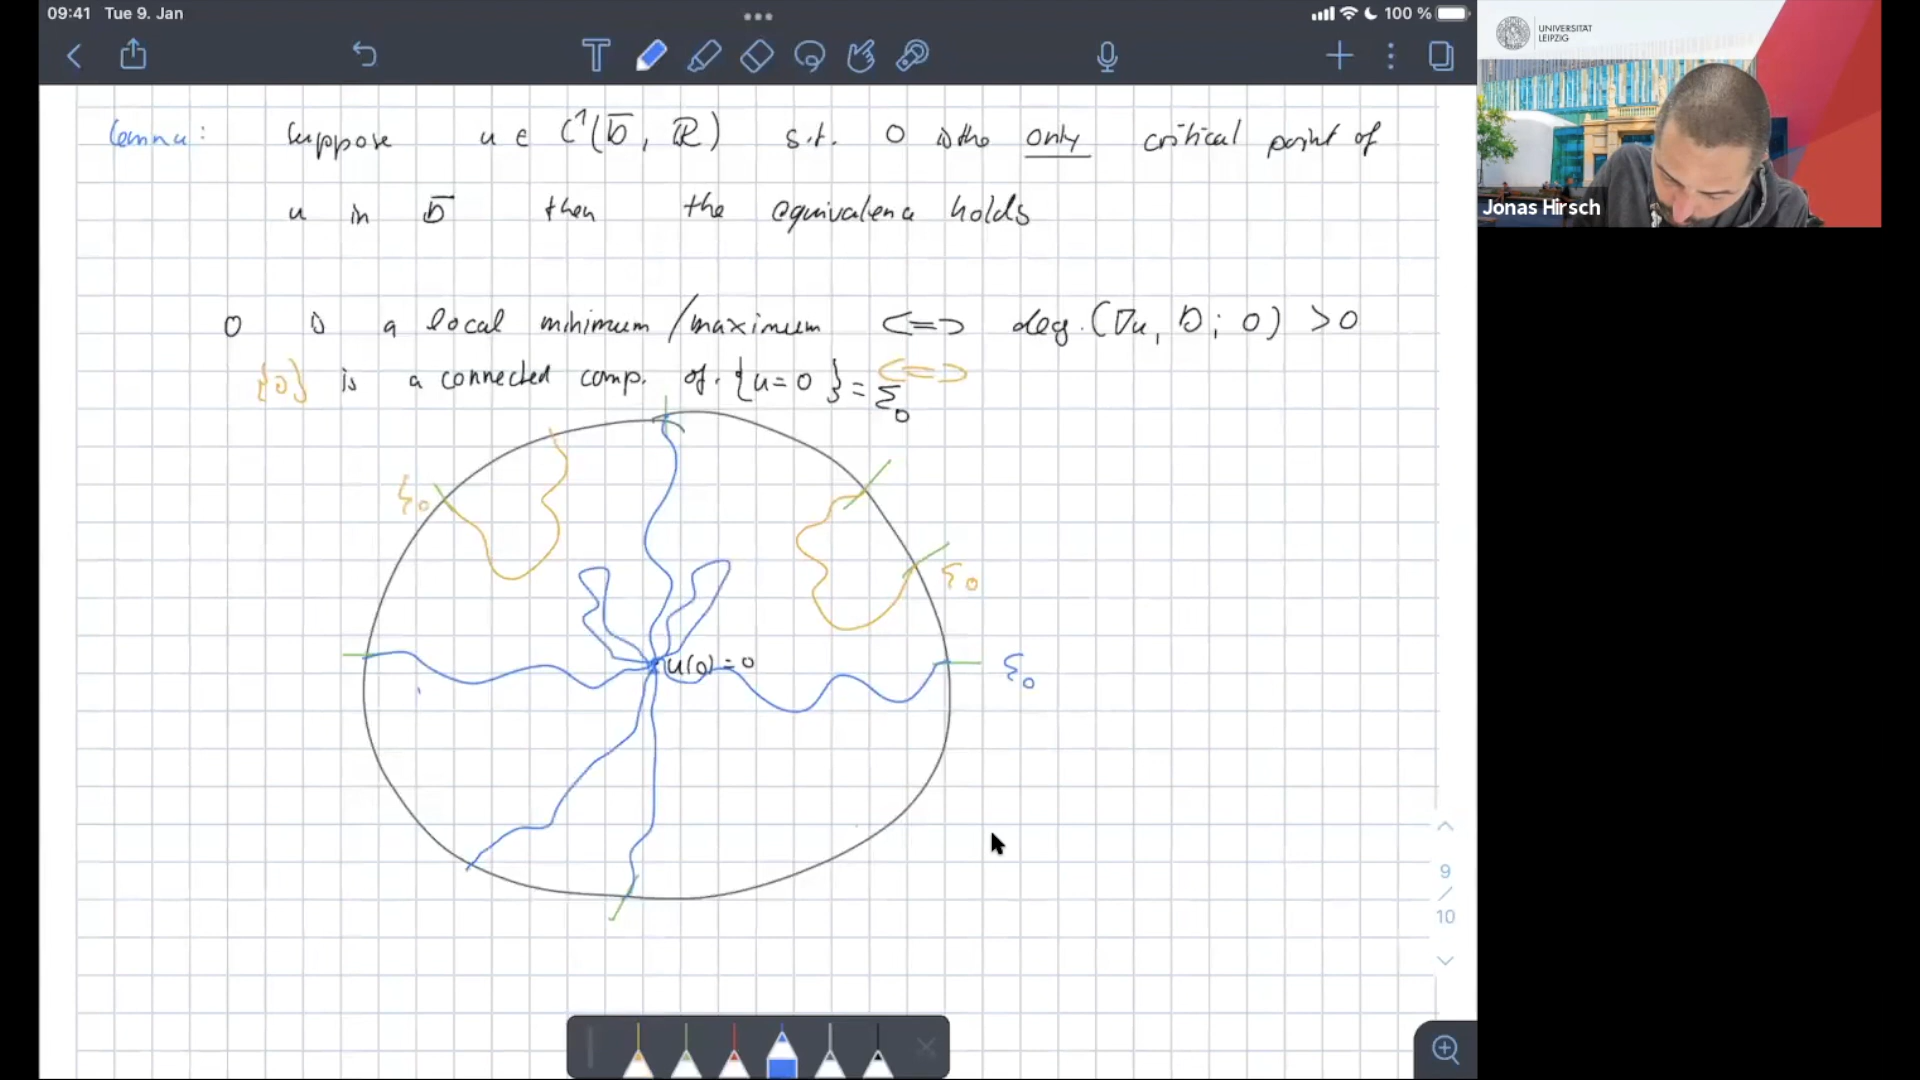 09:41 Tue 9. Jan
100 %
UNIVERSITÄT
LEIPZIG
Jonas Hirsch
Lemma: Suppose u ∈ C¹(D̅, ℝ) s.t. 0 is the only critical point of
u in D̅ then the equivalence holds
0 is a local minimum/maximum <=> deg.(∇u, D; 0) > 0
{0} is a connected comp. of. {u=0} = Σ₀ <=>
Σ₀
Σ₀
u(0) = 0
Σ₀
9
/
10